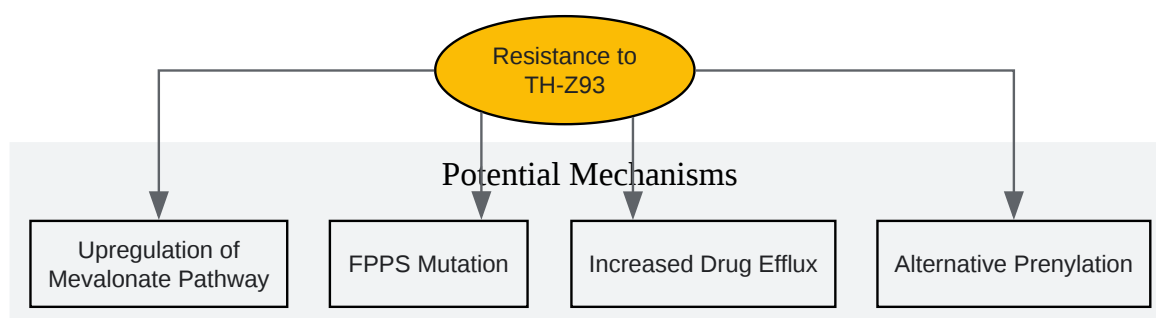 Resistance to
TH-Z93
Potential Mechanisms
Upregulation of
Mevalonate Pathway
FPPS Mutation
Increased Drug Efflux
Alternative Prenylation